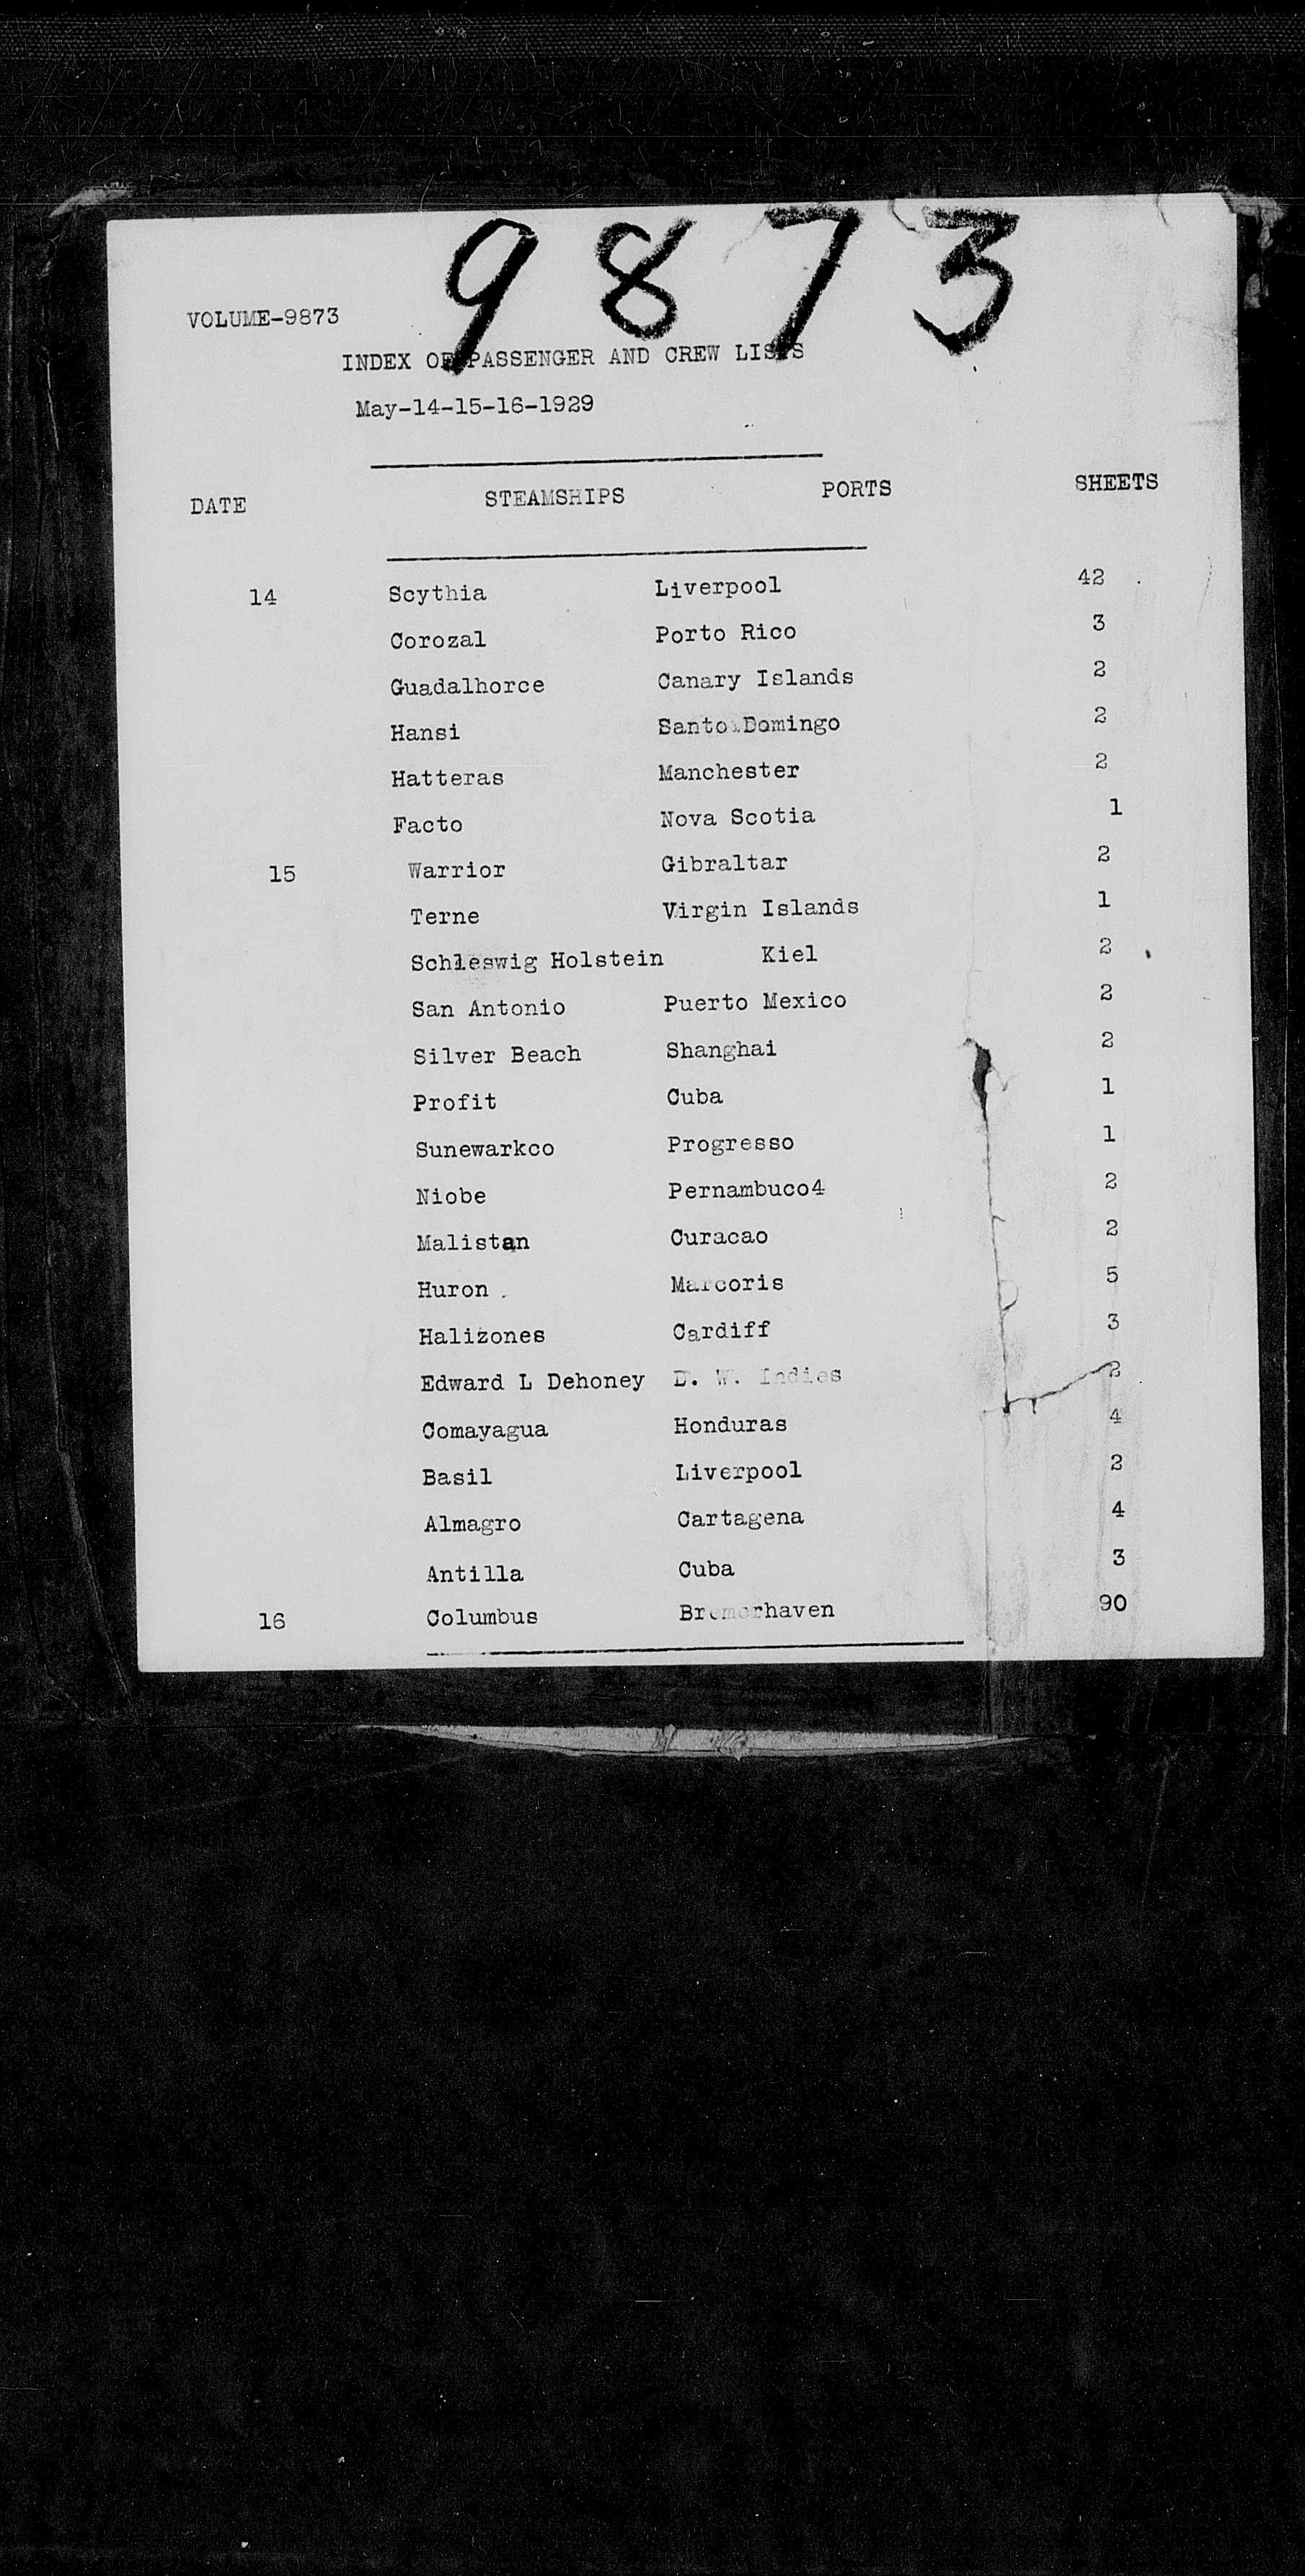 9873
VOLUME-9873
INDEX OF PASSENGER AND CREW LISTS
May-14-15-16-1929
DATE STEAMSHIPS PORTS SHEETS
14 Scythia Liverpool 42
Corozal Porto Rico 3
Guadalhorce Canary Islands 2
Hansi Santo Domingo 2
Hatteras Manchester 2
Facto Nova Scotia 1
15 Warrior Gibraltar 2
Terne Virgin Islands 1
Schleswig Holstein Kiel 2
San Antonio Puerto Mexico 2
Silver Beach Shanghai 2
Profit Cuba 1
Sunewarkco Progresso 1
Niobe Pernambuco4 2
Malistan Curacao 2
Huron Marcoris 5
Halizones Cardiff 3
Edward L Dehoney D. W. Indies 2
Comayagua Honduras 4
Basil Liverpool 2
Almagro Cartagena 4
Antilla Cuba 3
16 Columbus Bremerhaven 90